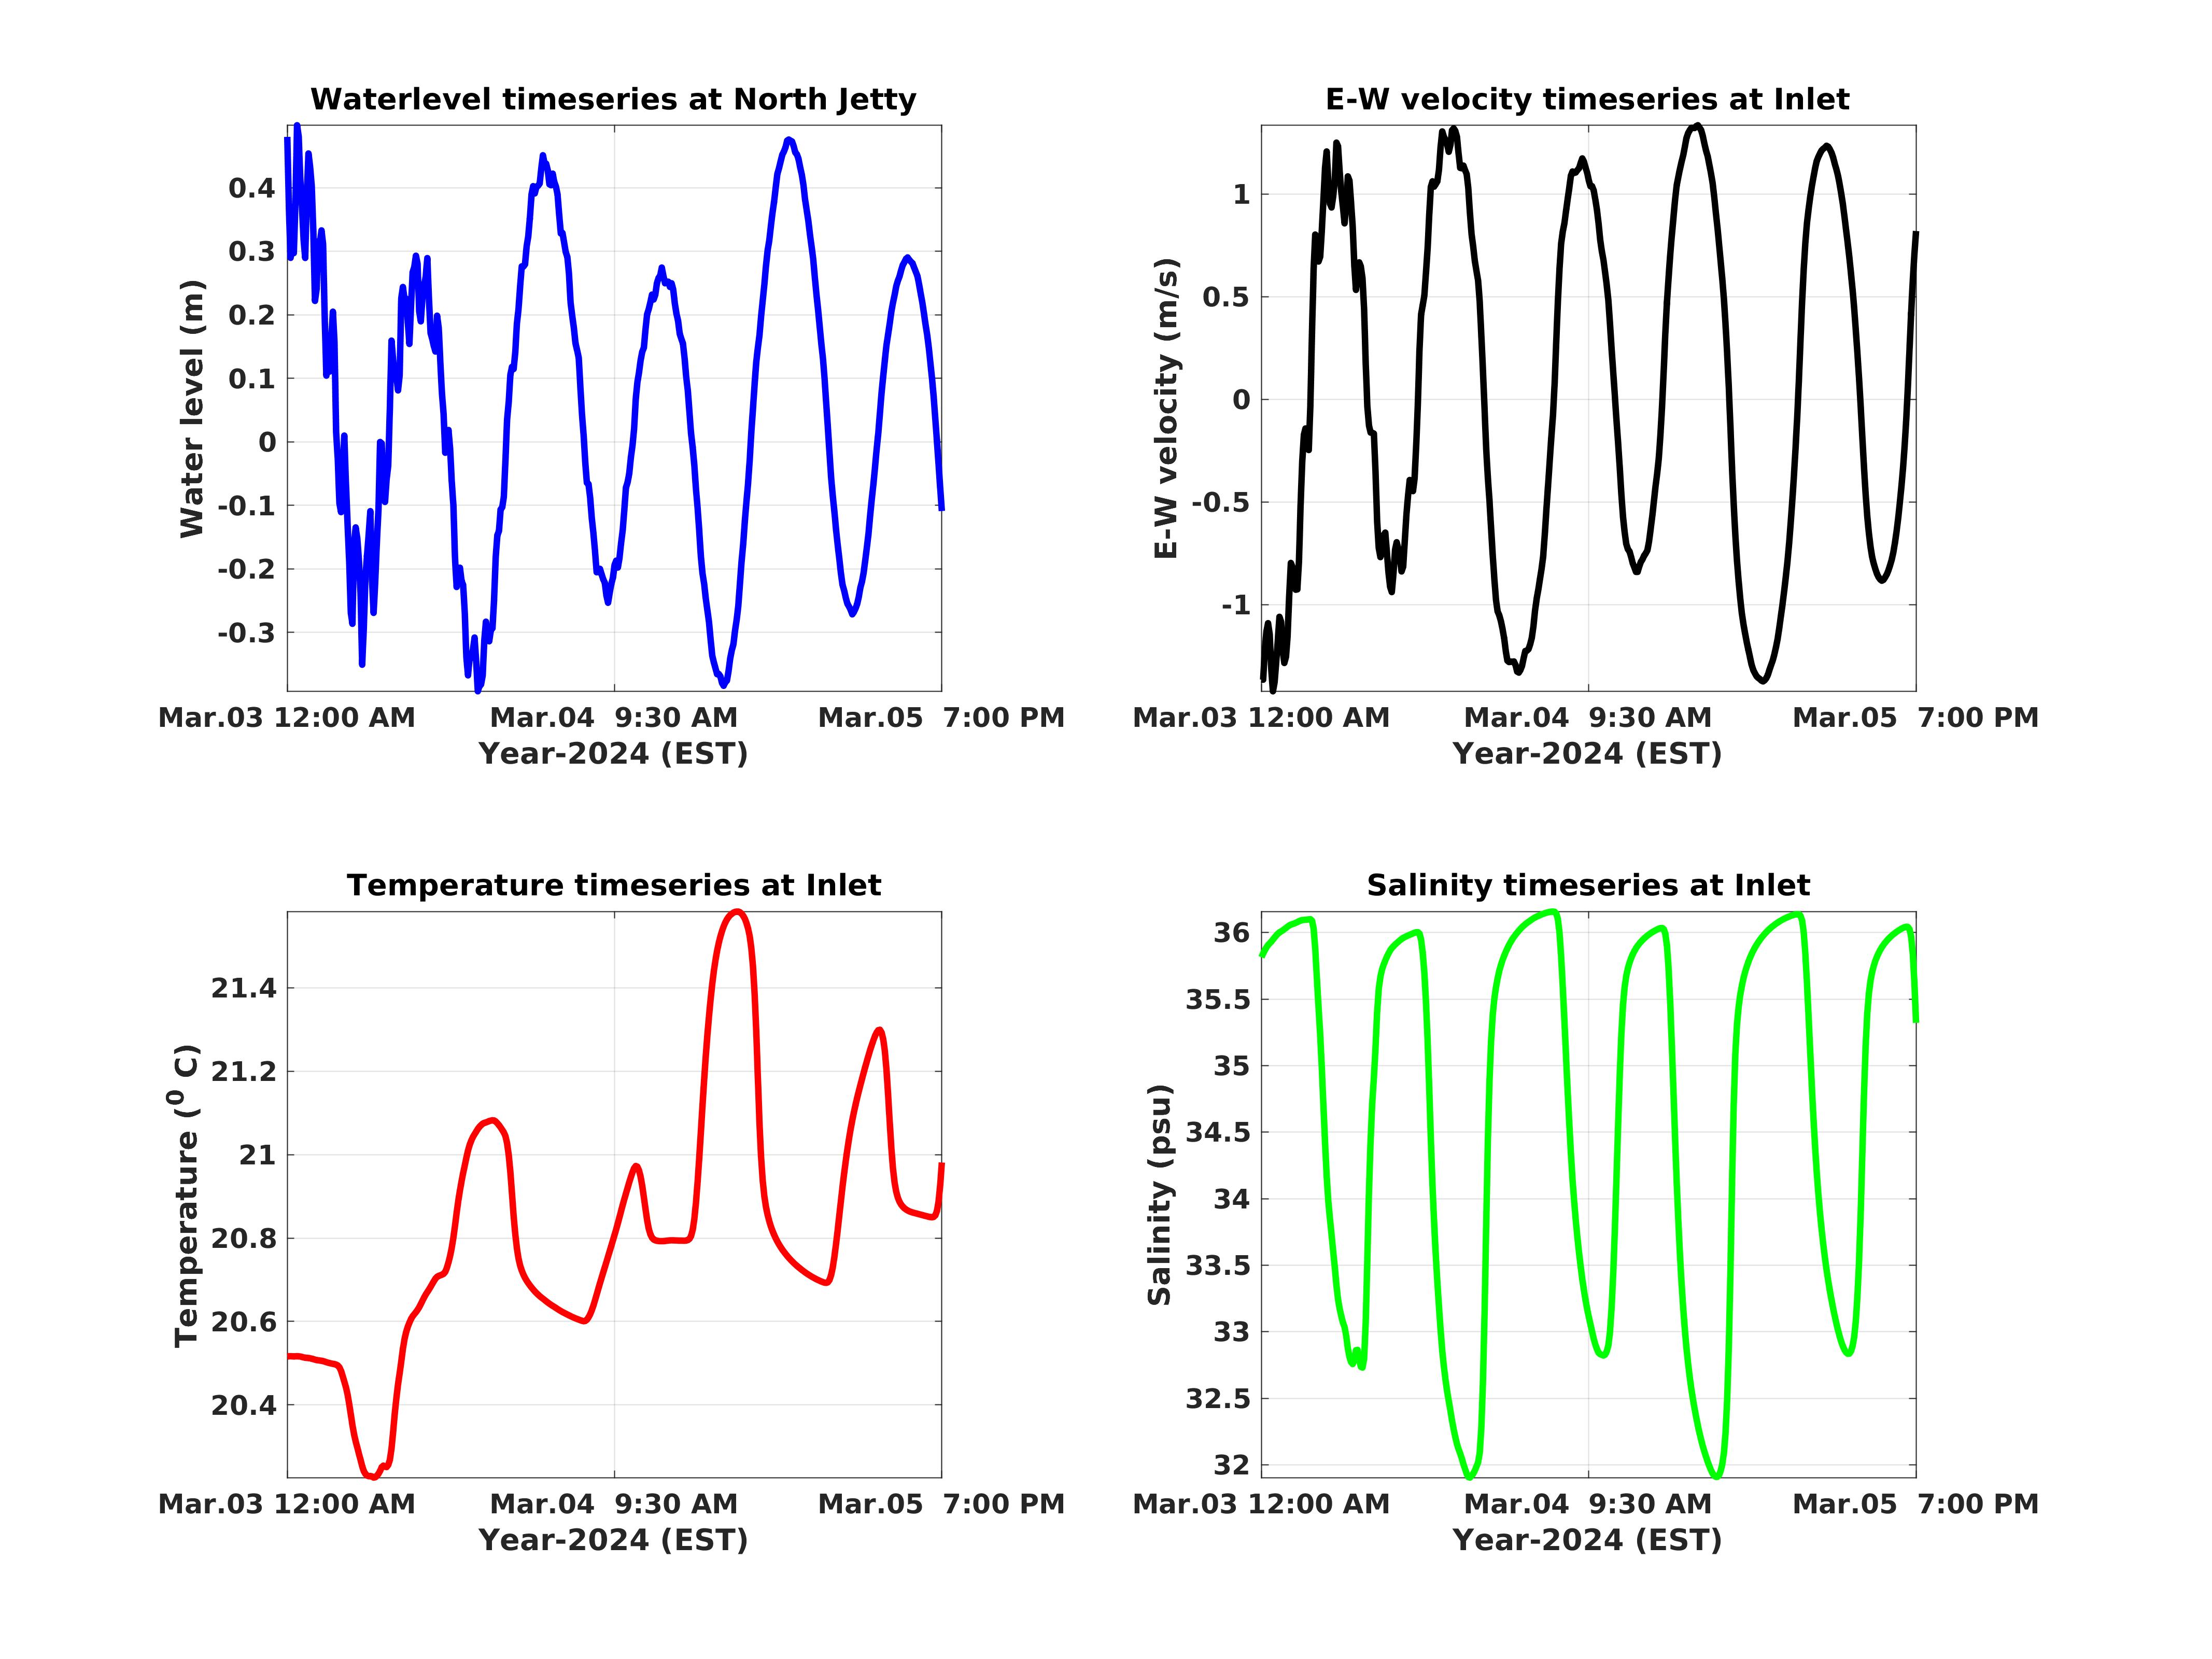 Waterlevel timeseries at North Jetty
Water level (m)
0.4
0.3
0.2
0.1
0
-0.1
-0.2
-0.3
Mar.03 12:00 AM
Mar.04 9:30 AM
Mar.05 7:00 PM
Year-2024 (EST)
E-W velocity timeseries at Inlet
E-W velocity (m/s)
1
0.5
0
-0.5
-1
Mar.03 12:00 AM
Mar.04 9:30 AM
Mar.05 7:00 PM
Year-2024 (EST)
Temperature timeseries at Inlet
Temperature (⁰ C)
21.4
21.2
21
20.8
20.6
20.4
Mar.03 12:00 AM
Mar.04 9:30 AM
Mar.05 7:00 PM
Year-2024 (EST)
Salinity timeseries at Inlet
Salinity (psu)
36
35.5
35
34.5
34
33.5
33
32.5
32
Mar.03 12:00 AM
Mar.04 9:30 AM
Mar.05 7:00 PM
Year-2024 (EST)